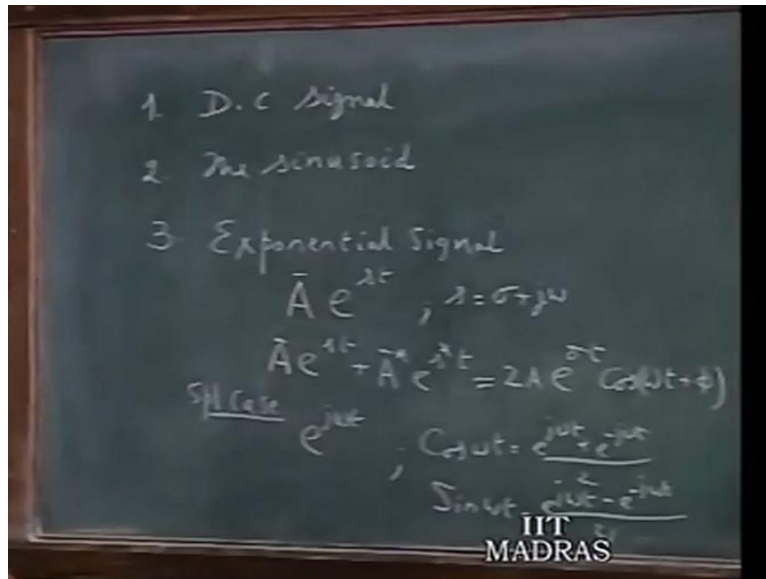 1. D.C signal
2. The sinusoid
3 Exponential Signal
Ā e^{st} , s = σ + jω
Ā e^{st} + Ā* e^{s*t} = 2A e^{σt} Cos(ωt + φ)
Spl Case e^{jωt} ; Cos ωt = e^{jωt} + e^{-jωt} / 2
Sin ωt = e^{jωt} - e^{-jωt} /
IIT
MADRAS